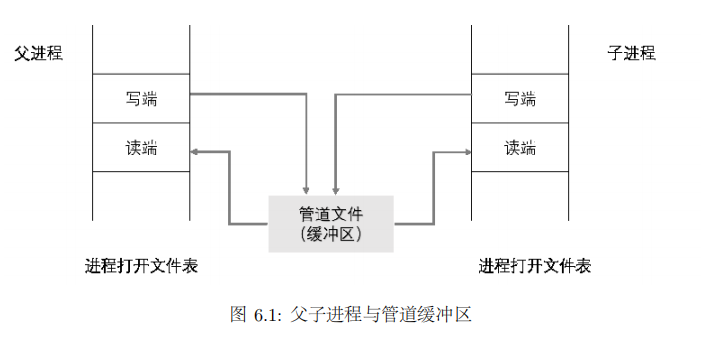 父进程
子进程
写端
写端
读端
读端
管道文件
（缓冲区）
进程打开文件表
进程打开文件表
图 6.1: 父子进程与管道缓冲区